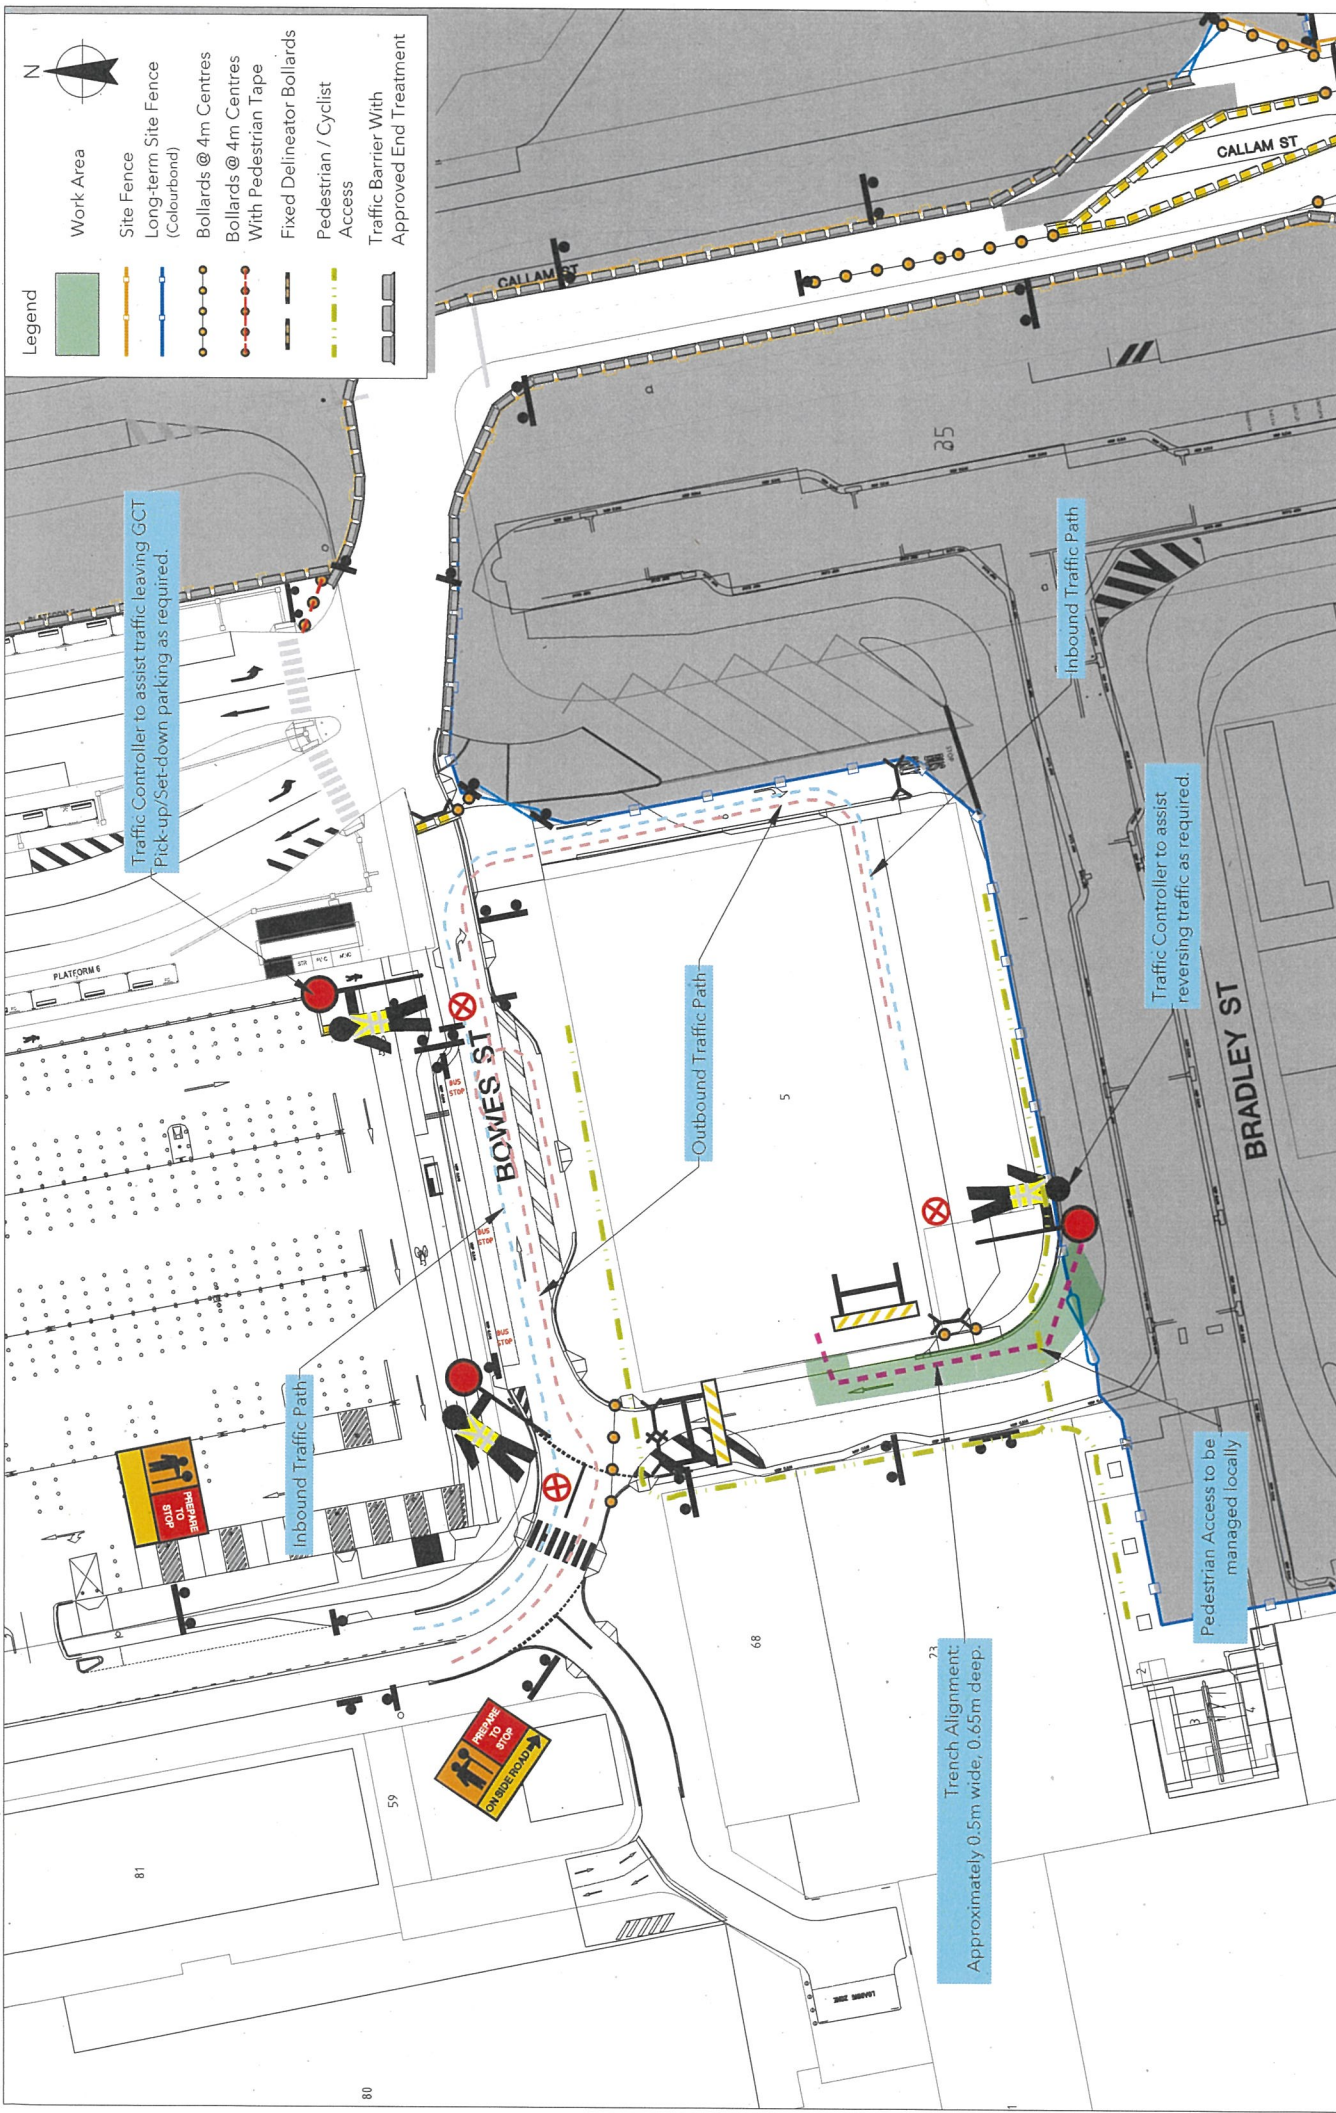 Legend
Work Area
Site Fence
Long-term Site Fence
(Colourbond)
Bollards @ 4m Centres
Bollards @ 4m Centres
With Pedestrian Tape
Fixed Delineator Bollards
Pedestrian / Cyclist
Access
Traffic Barrier With
Approved End Treatment
N
Traffic Controller to assist traffic leaving GCT
Pick-up/Set-down parking as required.
CALLAM ST
CALLAM ST
35
PLATFORM 6
Inbound Traffic Path
BOWES ST
BUS
STOP
BUS
STOP
BUS
STOP
Outbound Traffic Path
Inbound Traffic Path
5
Traffic Controller to assist
reversing traffic as required.
BRADLEY ST
PREPARE
TO
STOP
PREPARE
TO
STOP
ON SIDE ROAD
Pedestrian Access to be
managed locally
Trench Alignment:
Approximately 0.5m wide, 0.65m deep.
81
59
68
73
80
2
3
4
1
LOADING ZONE